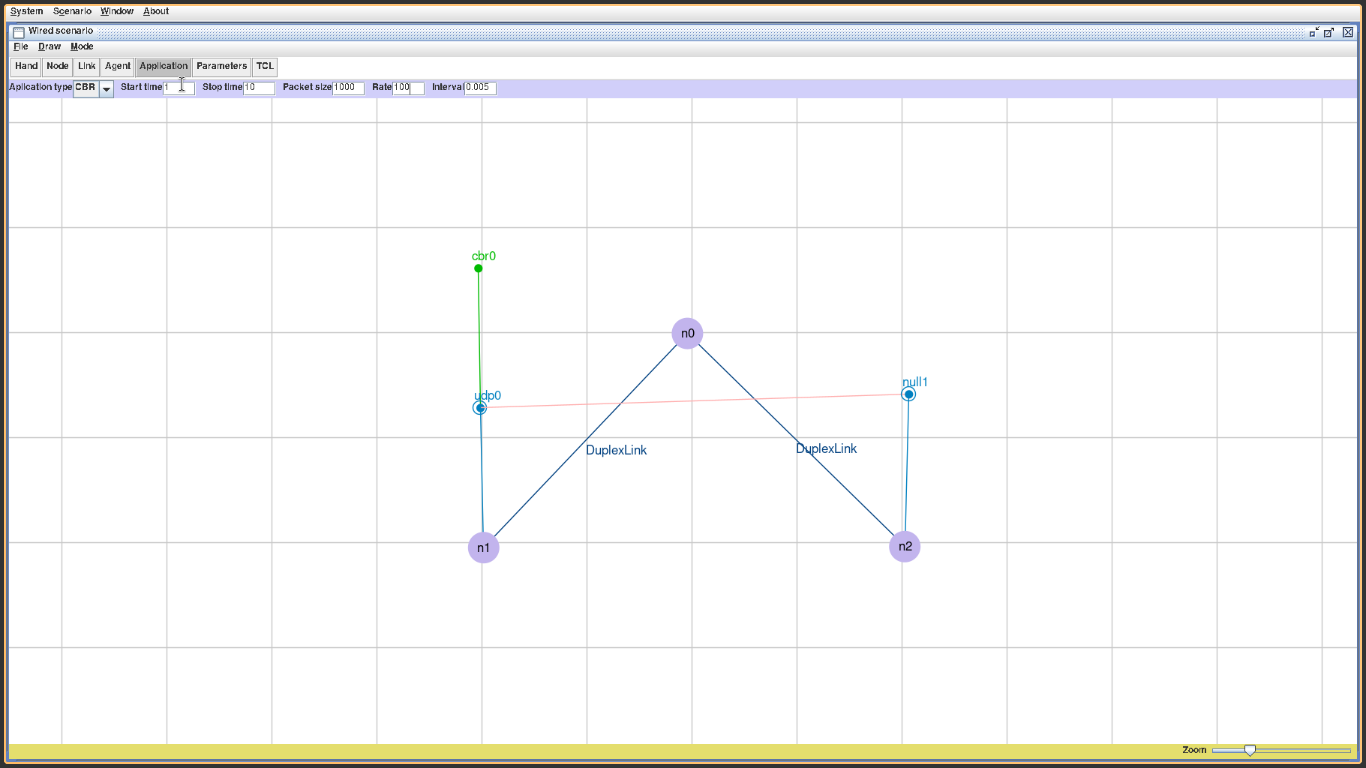 System Scenario Window About
Wired scenario
File Draw Mode
Hand Node Link Agent Application Parameters TCL
Aplication type CBR Start time 1 Stop time 10 Packet size 1000 Rate 100 Interval 0.005
cbr0
n0
null1
udp0
DuplexLink DuplexLink
n1 n2
Zoom